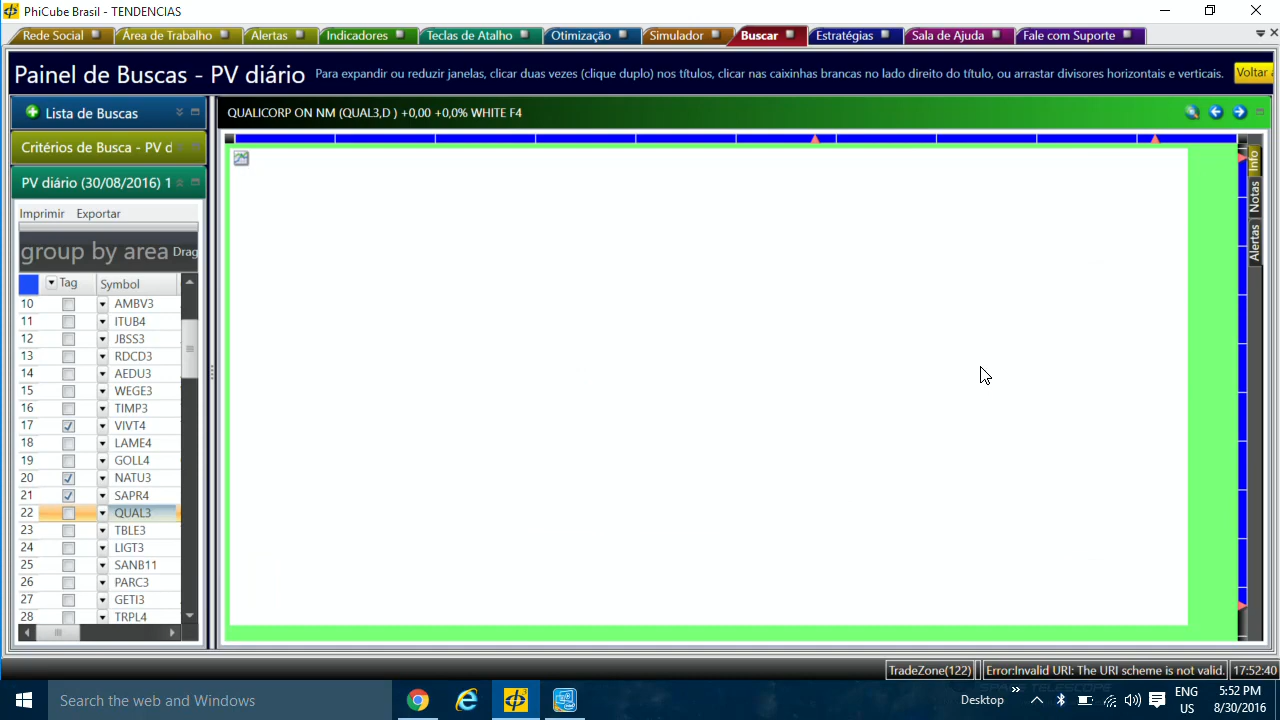 PhiCube Brasil - TENDENCIAS
Rede Social Área de Trabalho Alertas Indicadores Teclas de Atalho Otimização Simulador Buscar Estratégias Sala de Ajuda Fale com Suporte
Painel de Buscas - PV diário Para expandir ou reduzir janelas, clicar duas vezes (clique duplo) nos títulos, clicar nas caixinhas brancas no lado direito do título, ou arrastar divisores horizontais e verticais. Voltar
Lista de Buscas
QUALICORP ON NM (QUAL3,D ) +0,00 +0,0% WHITE F4
Critérios de Busca - PV d
PV diário (30/08/2016) 1
Info
Notas
Alertas
Imprimir Exportar
group by area Drag
Tag Symbol
10 AMBV3
11 ITUB4
12 JBSS3
13 RDCD3
14 AEDU3
15 WEGE3
16 TIMP3
17 VIVT4
18 LAME4
19 GOLL4
20 NATU3
21 SAPR4
22 QUAL3
23 TBLE3
24 LIGT3
25 SANB11
26 PARC3
27 GETI3
28 TRPL4
TradeZone(122) Error:Invalid URI: The URI scheme is not valid. 17:52:40
Search the web and Windows
Desktop
ENG
US
5:52 PM
8/30/2016